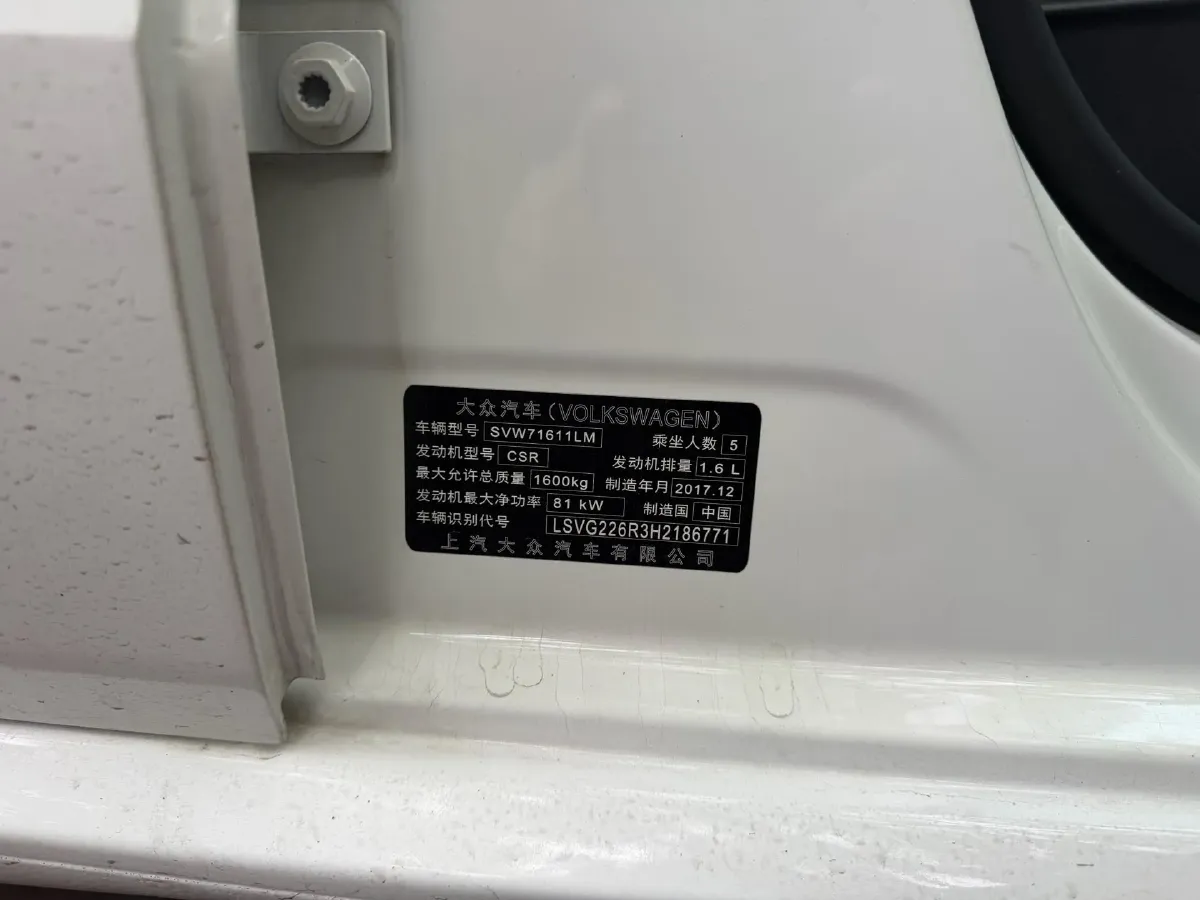 大众汽车(VOLKSWAGEN)
车辆型号 SVW71611LM 乘坐人数 5
发动机型号 CSR 发动机排量 1.6 L
最大允许总质量 1600kg 制造年月 2017.12
发动机最大净功率 81 kW 制造国 中国
车辆识别代号 LSVG226R3H2186771
上汽大众汽车有限公司